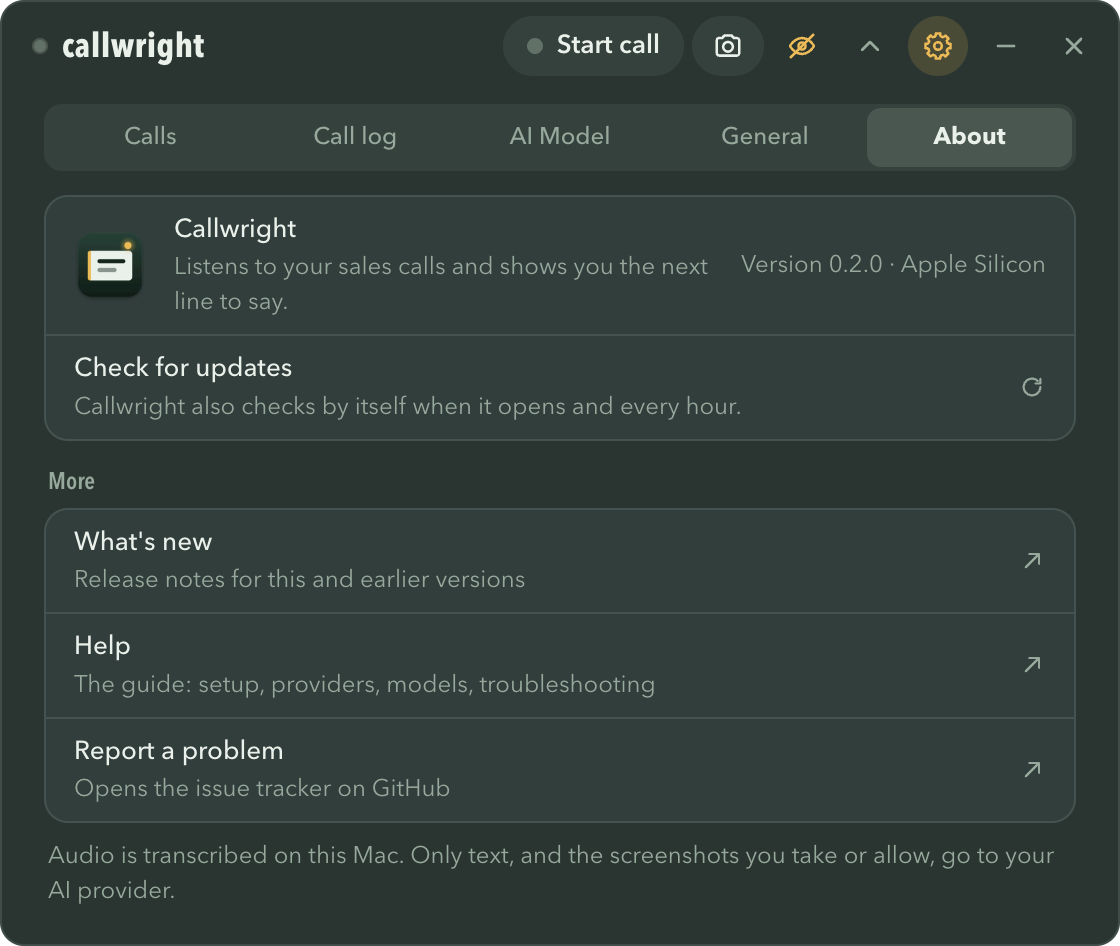 callwright
Start call
Calls
Call log
AI Model
General
About
Callwright
Listens to your sales calls and shows you the next
line to say.
Version 0.2.0 · Apple Silicon
Check for updates
Callwright also checks by itself when it opens and every hour.
More
What's new
Release notes for this and earlier versions
Help
The guide: setup, providers, models, troubleshooting
Report a problem
Opens the issue tracker on GitHub
Audio is transcribed on this Mac. Only text, and the screenshots you take or allow, go to your
AI provider.